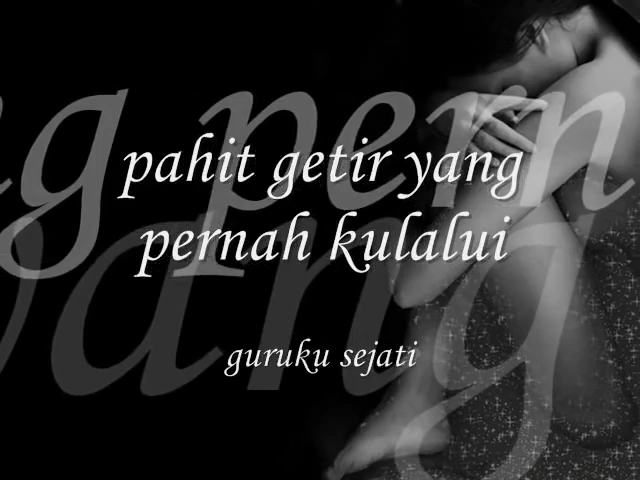 pahit getir yang
pernah kulalui
guruku sejati